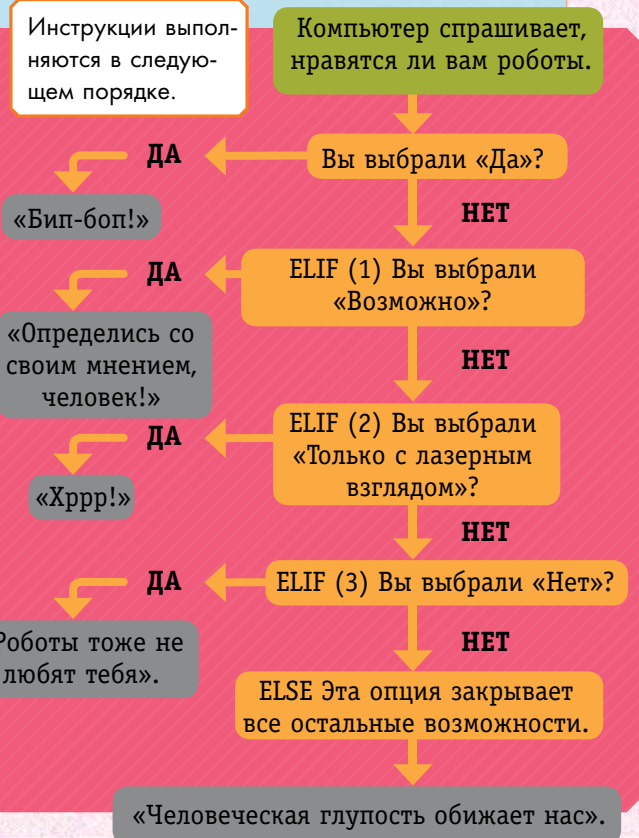 Инструкции выпол-
няются в следую-
щем порядке.
Компьютер спрашивает,
нравятся ли вам роботы.
Вы выбрали «Да»?
ДА
«Бип-боп!»
НЕТ
ELIF (1) Вы выбрали
«Возможно»?
ДА
«Определись со
своим мнением,
человек!»
НЕТ
ELIF (2) Вы выбрали
«Только с лазерным
взглядом»?
ДА
«Хррр!»
НЕТ
ELIF (3) Вы выбрали «Нет»?
ДА
Роботы тоже не
любят тебя».
НЕТ
ELSE Эта опция закрывает
все остальные возможности.
«Человеческая глупость обижает нас».